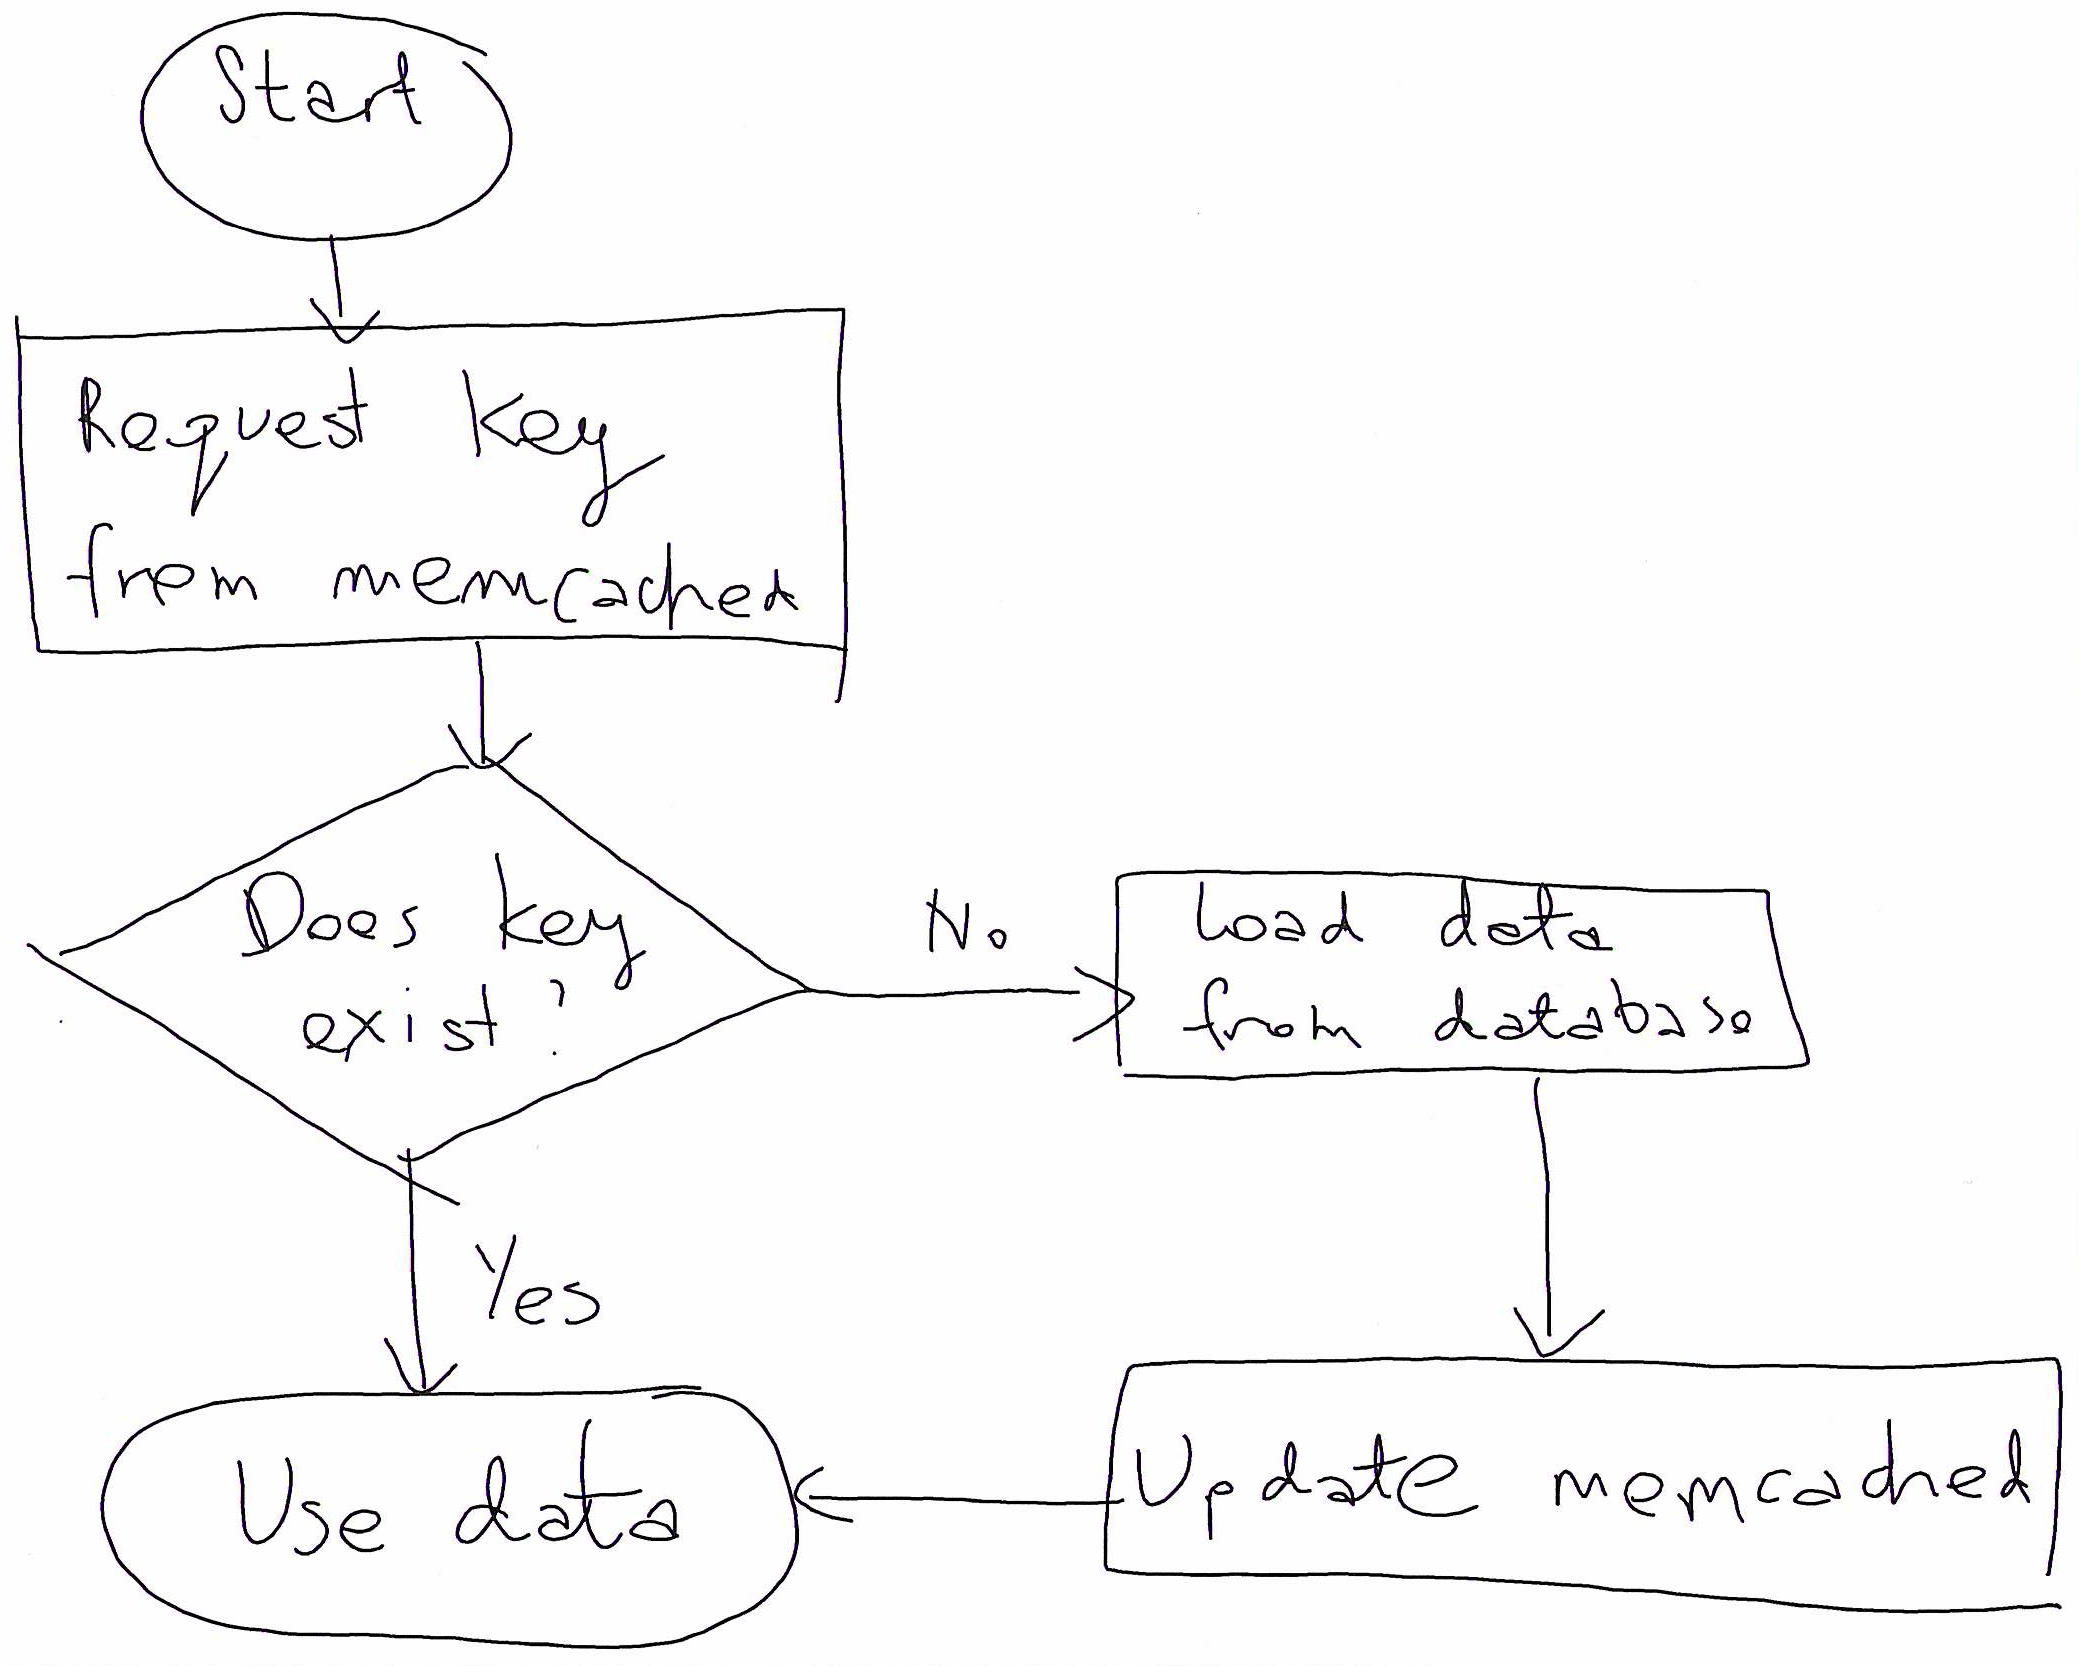 Start
Request key
from memcached
Does key
exist?
No
Load data
from database
Yes
Use data
Update memcached